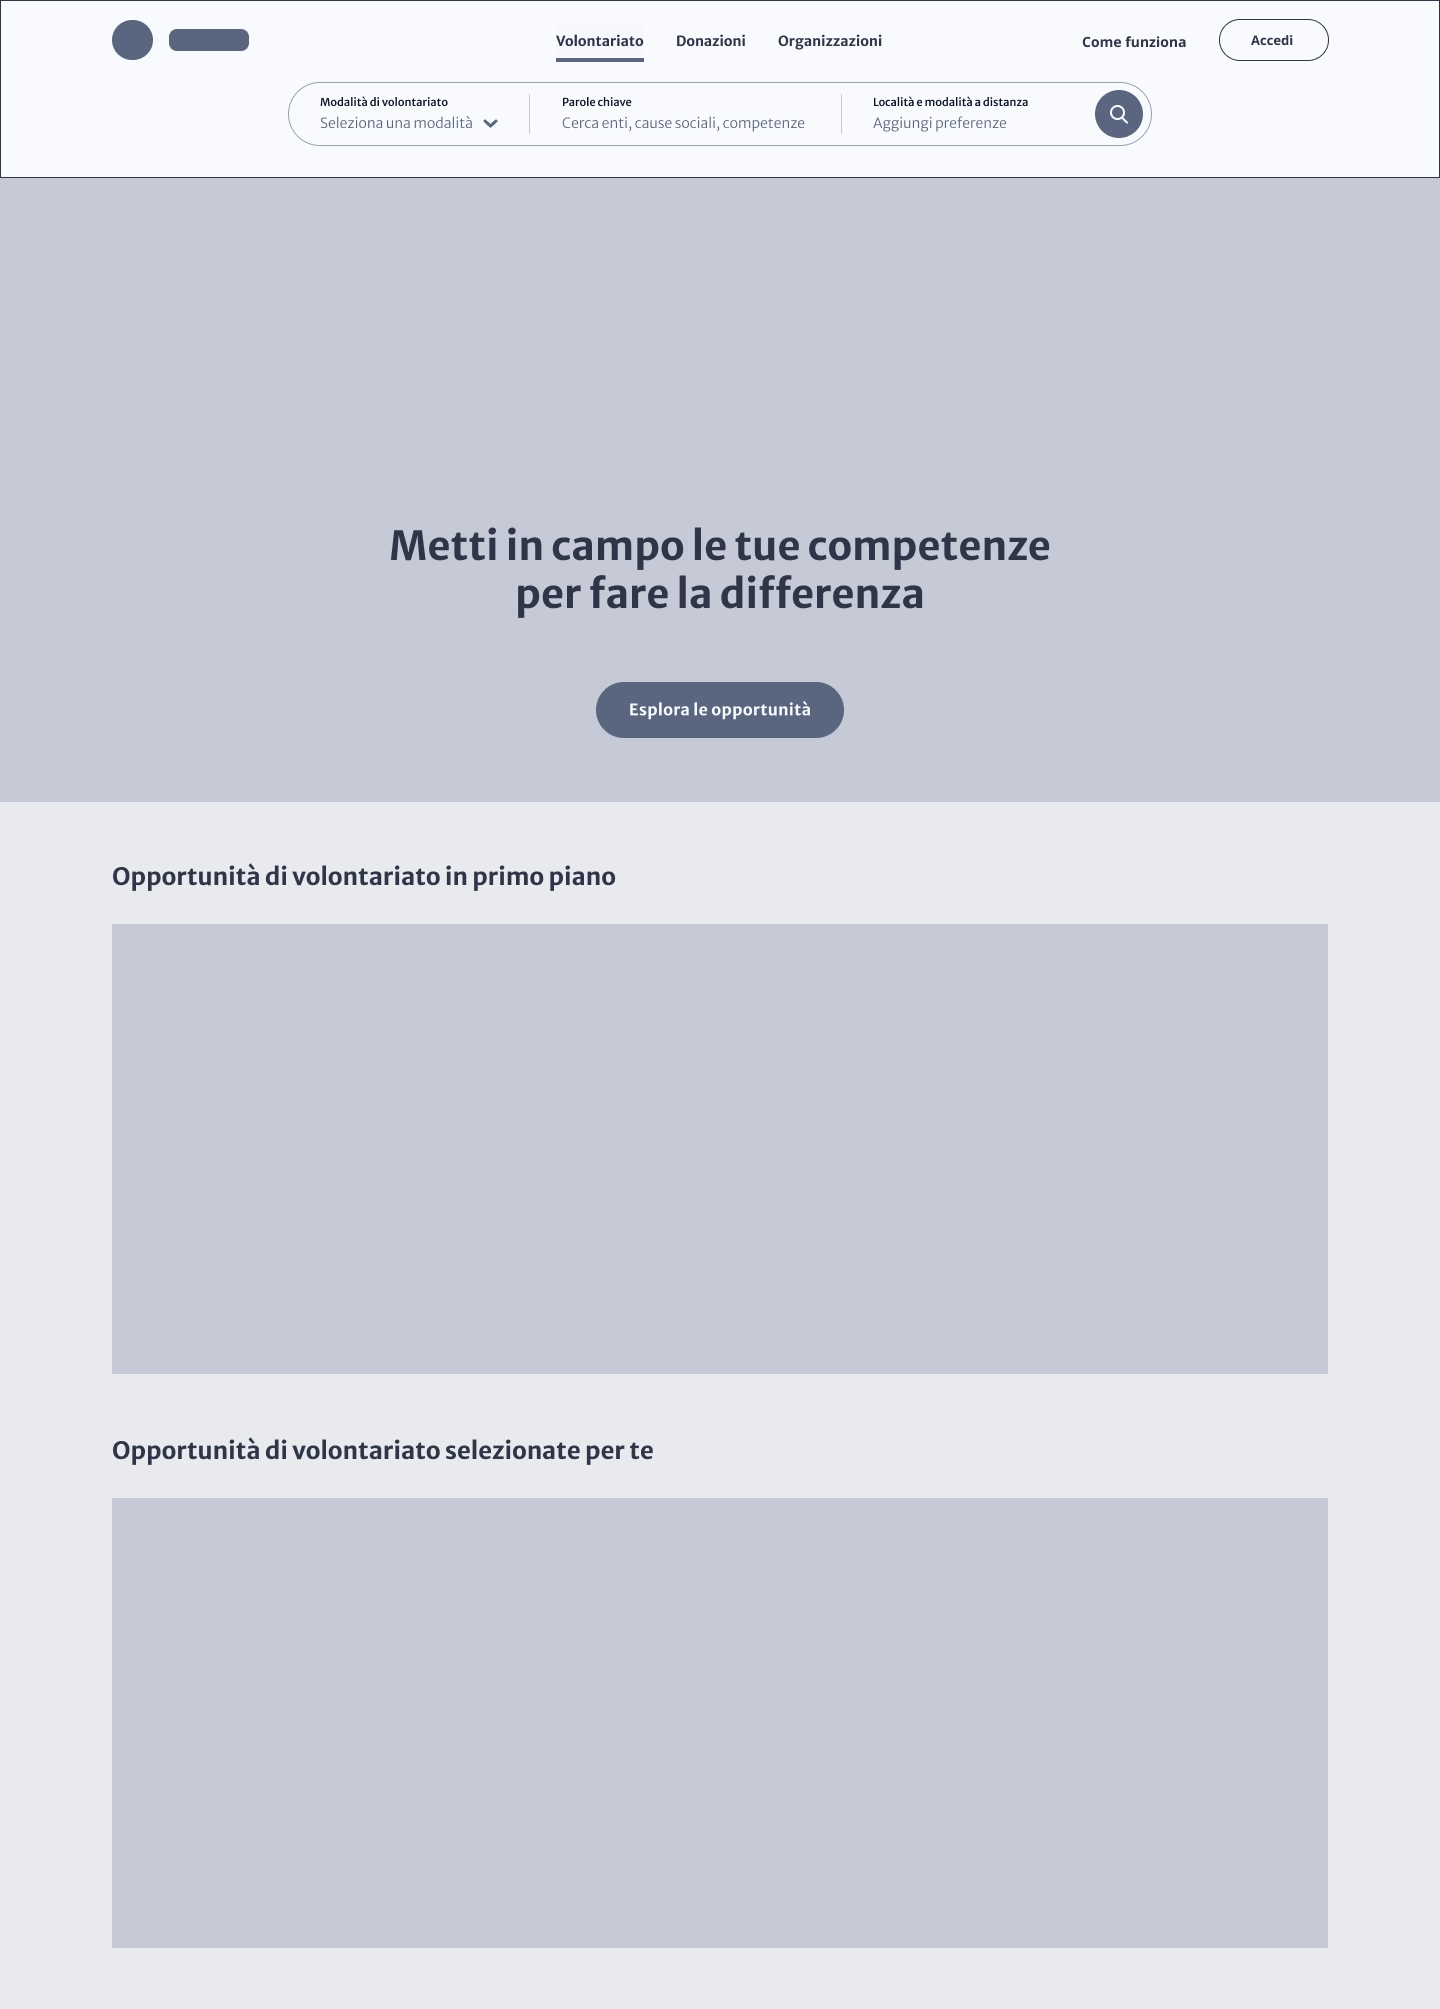 Volontariato
Donazioni
Organizzazioni
Come funziona
Accedi
Modalità di volontariato
Seleziona una modalità
Parole chiave
Cerca enti, cause sociali, competenze
Località e modalità a distanza
Aggiungi preferenze
Metti in campo le tue competenze
per fare la differenza
Esplora le opportunità
Opportunità di volontariato in primo piano
Opportunità di volontariato selezionate per te